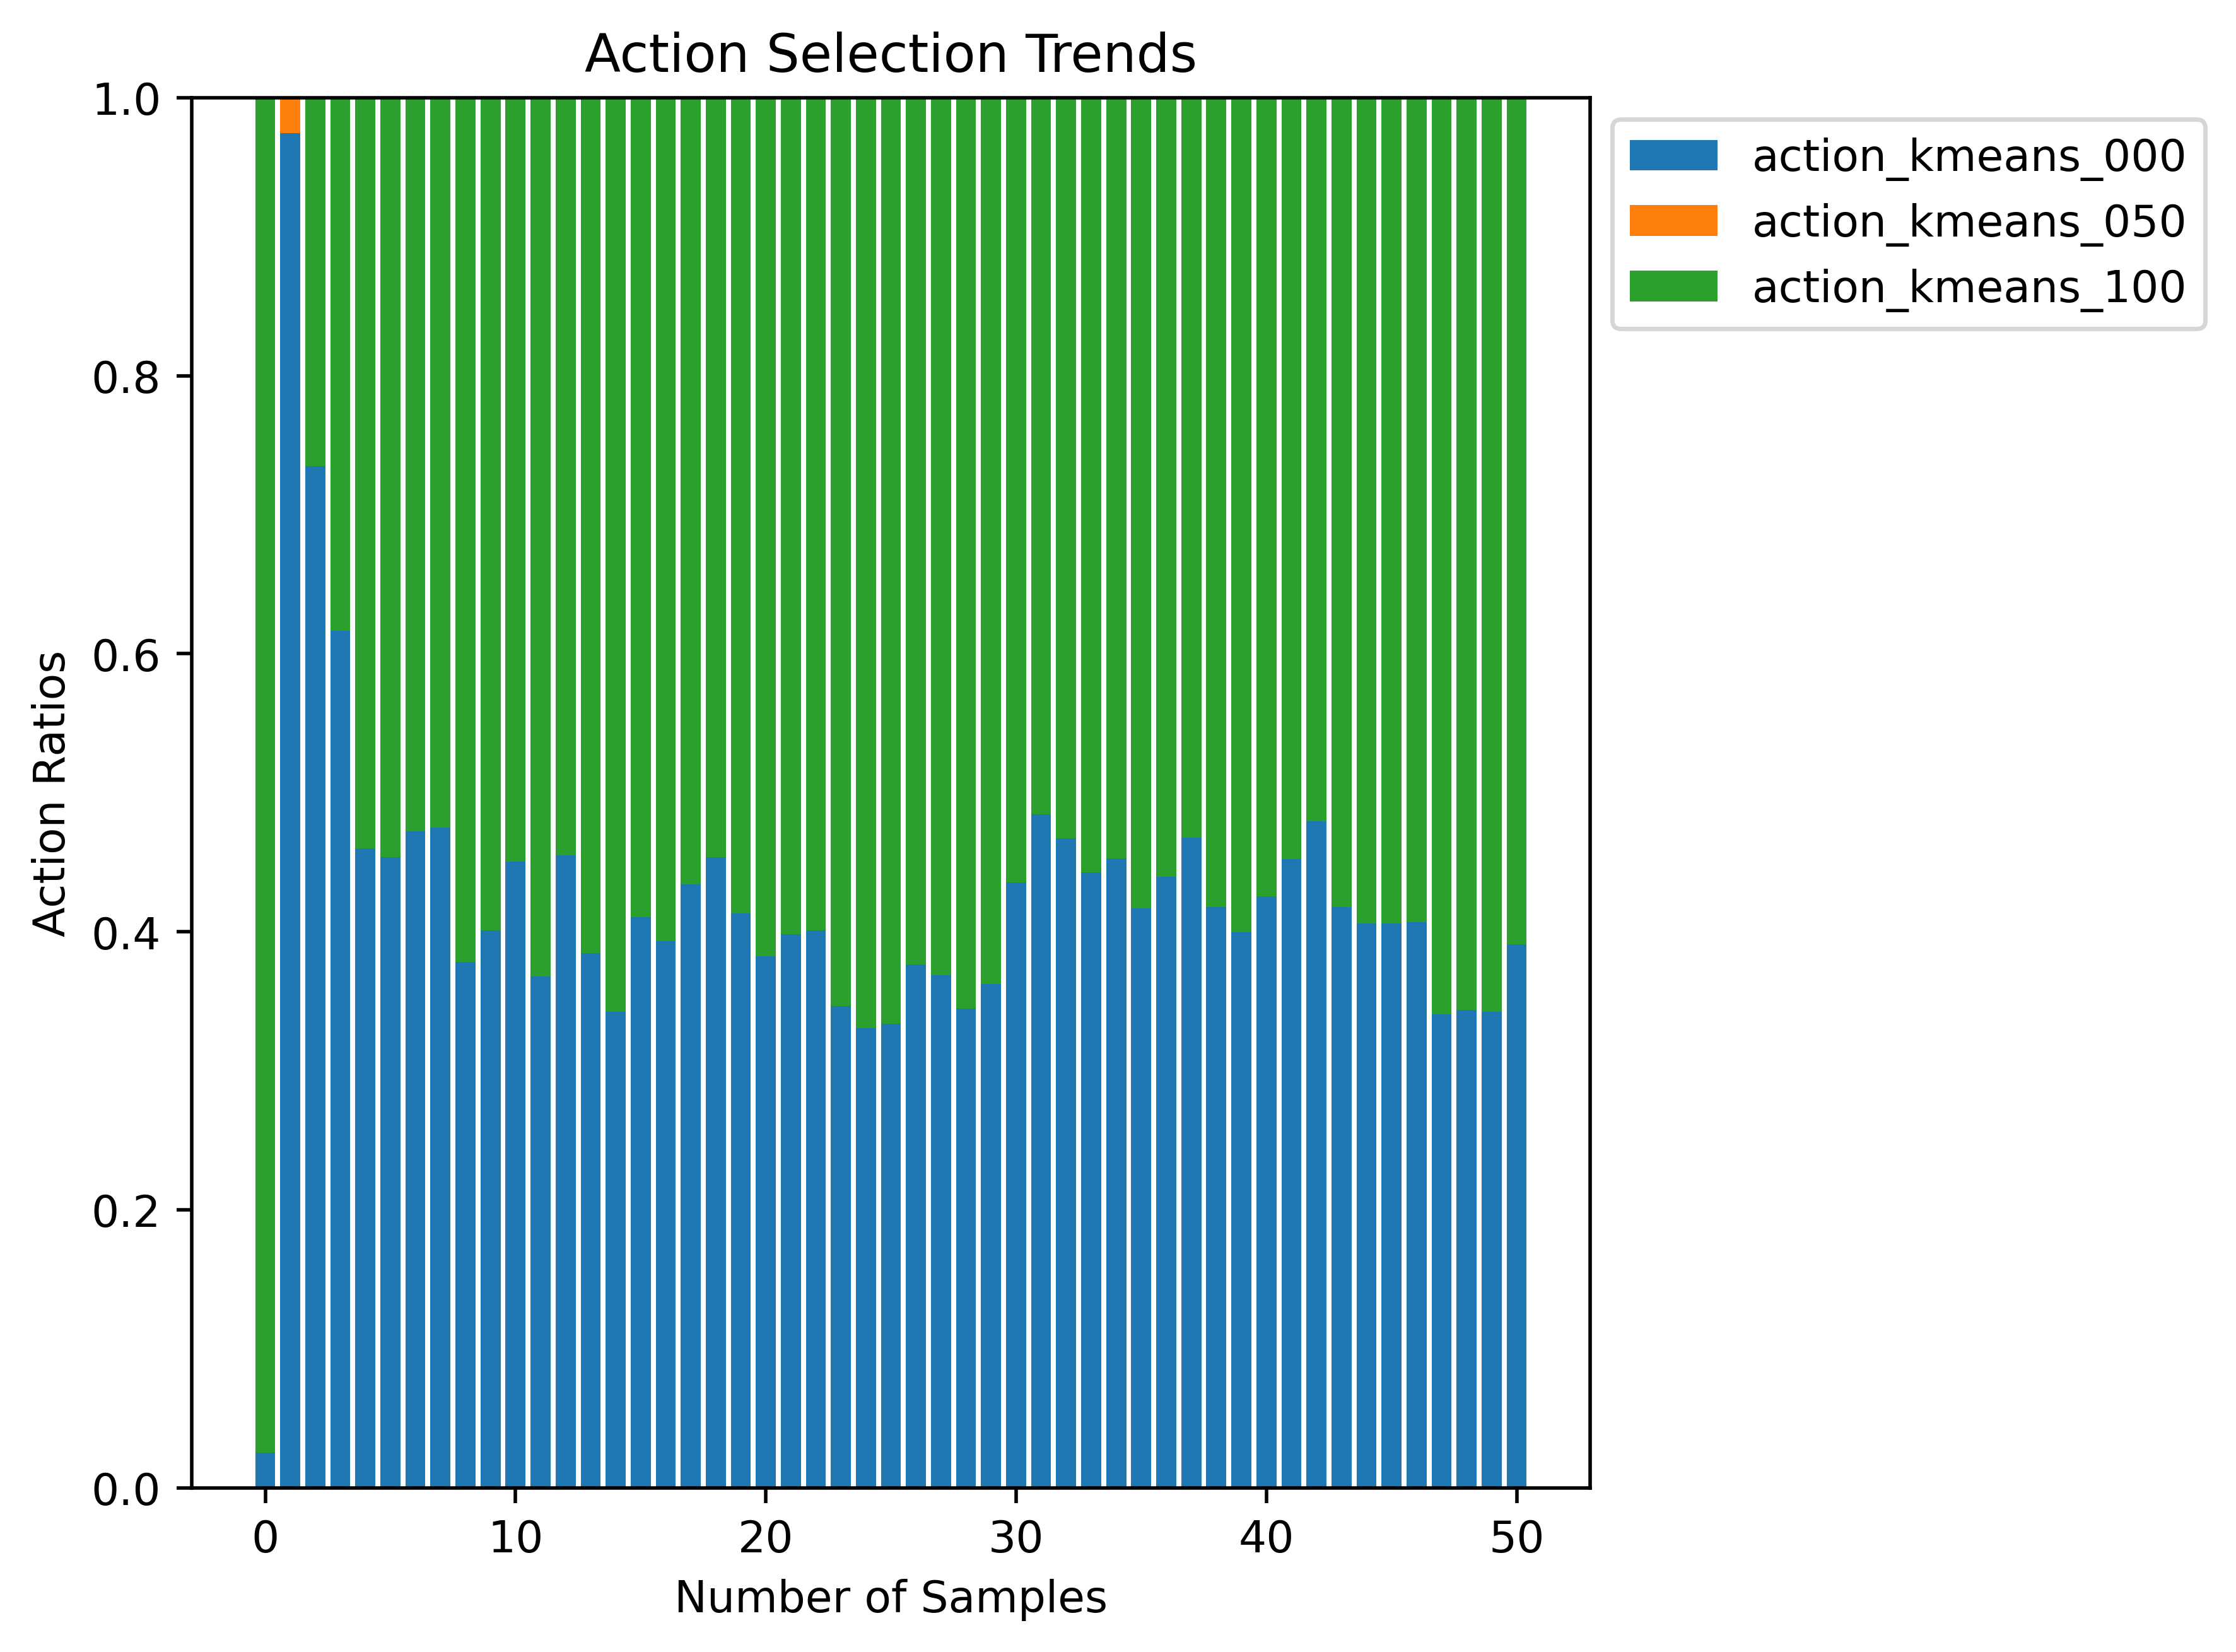 Action Selection Trends
1.0
0.8
0.6
0.4
0.2
0.0
Action Ratios
0 10 20 30 40 50
Number of Samples
action_kmeans_000
action_kmeans_050
action_kmeans_100